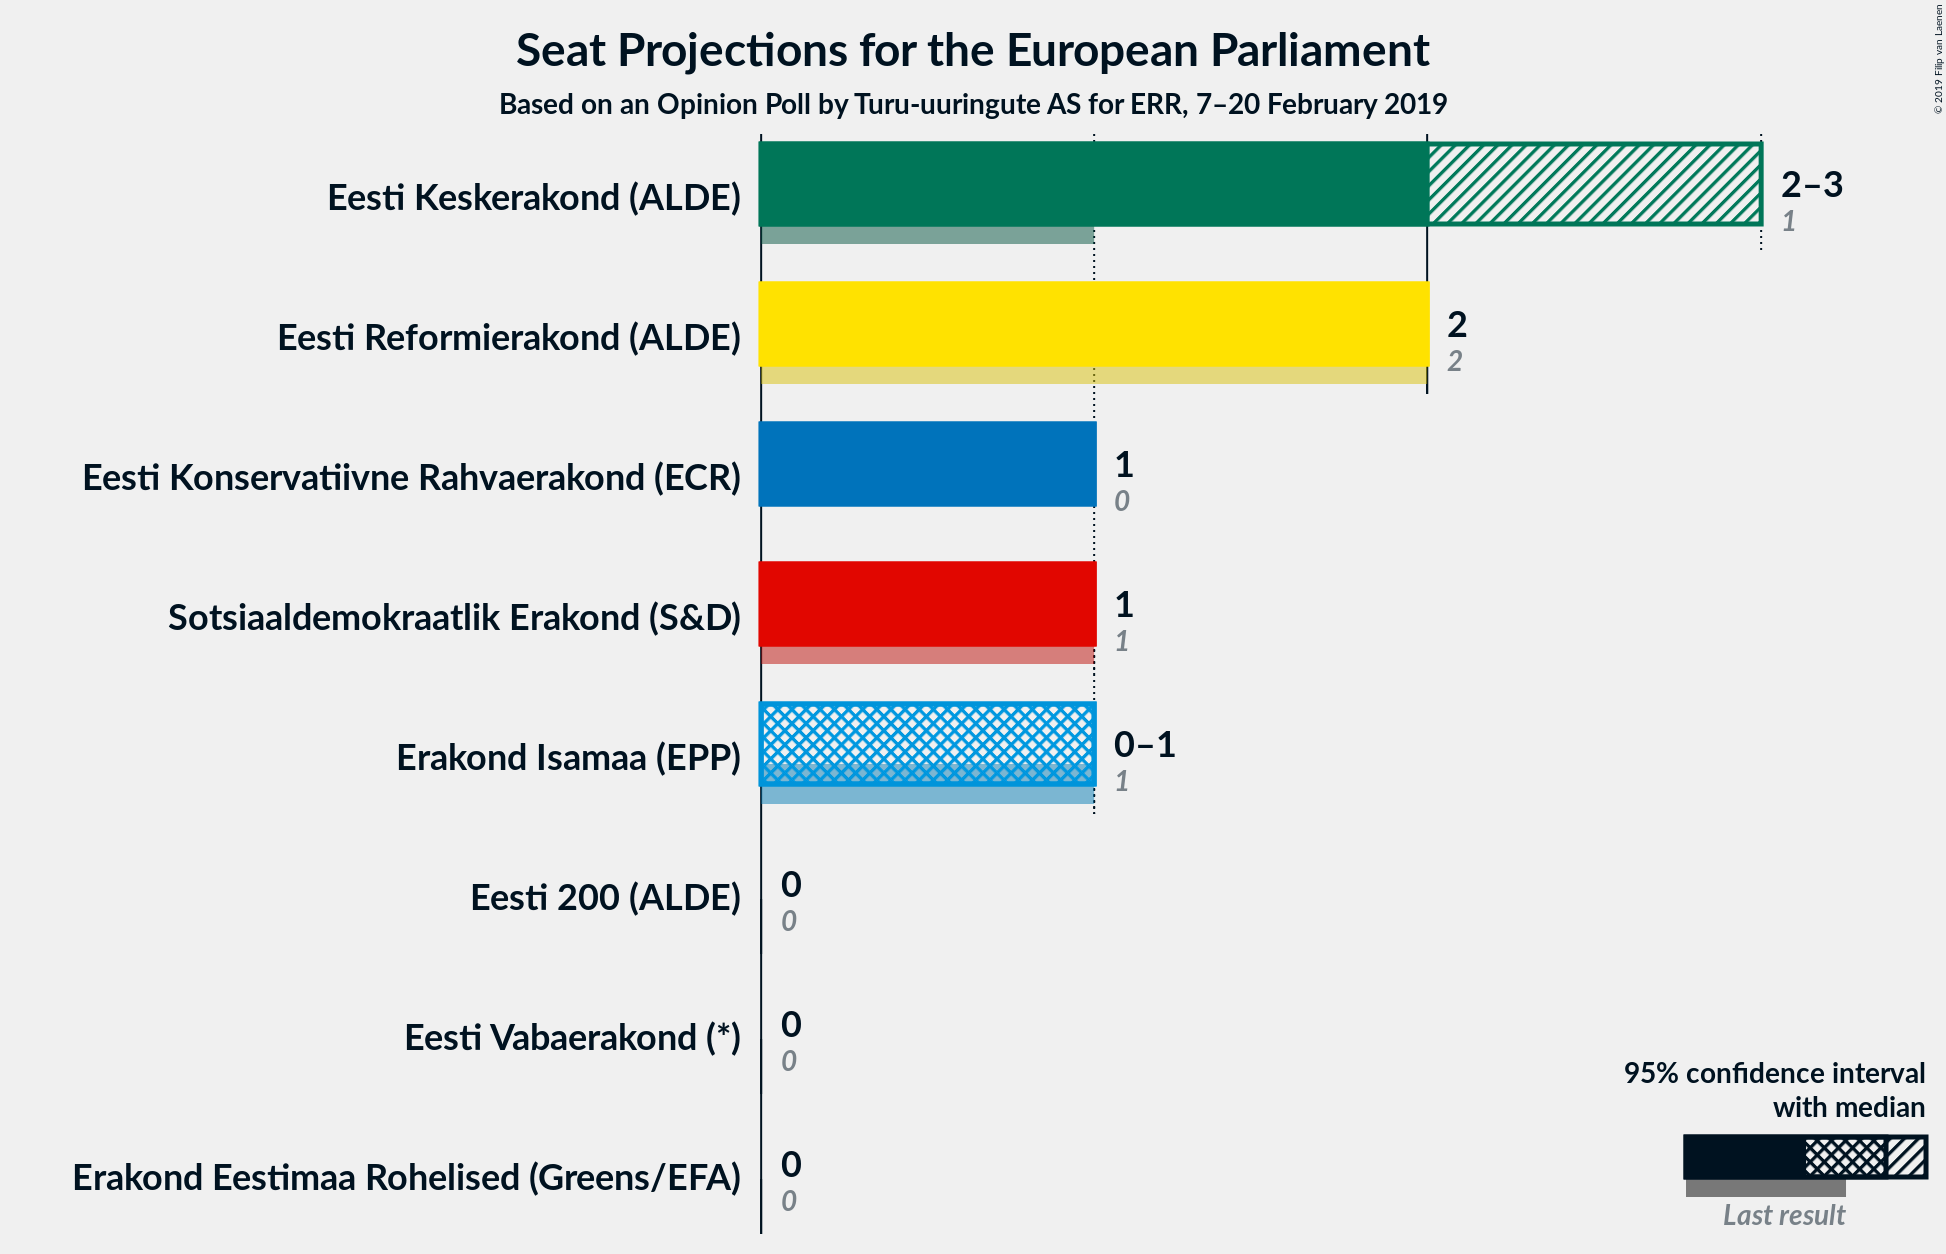 Seat Projections for the European Parliament
Based on an Opinion Poll by Turu-uuringute AS for ERR, 7–20 February 2019
© 2019 Filip van Laenen
Eesti Keskerakond (ALDE)
2–3
1
Eesti Reformierakond (ALDE)
2
2
Eesti Konservatiivne Rahvaerakond (ECR)
1
0
Sotsiaaldemokraatlik Erakond (S&D)
1
1
Erakond Isamaa (EPP)
0–1
1
Eesti 200 (ALDE)
0
0
Eesti Vabaerakond (*)
0
0
Erakond Eestimaa Rohelised (Greens/EFA)
0
0
95% confidence interval
with median
Last result